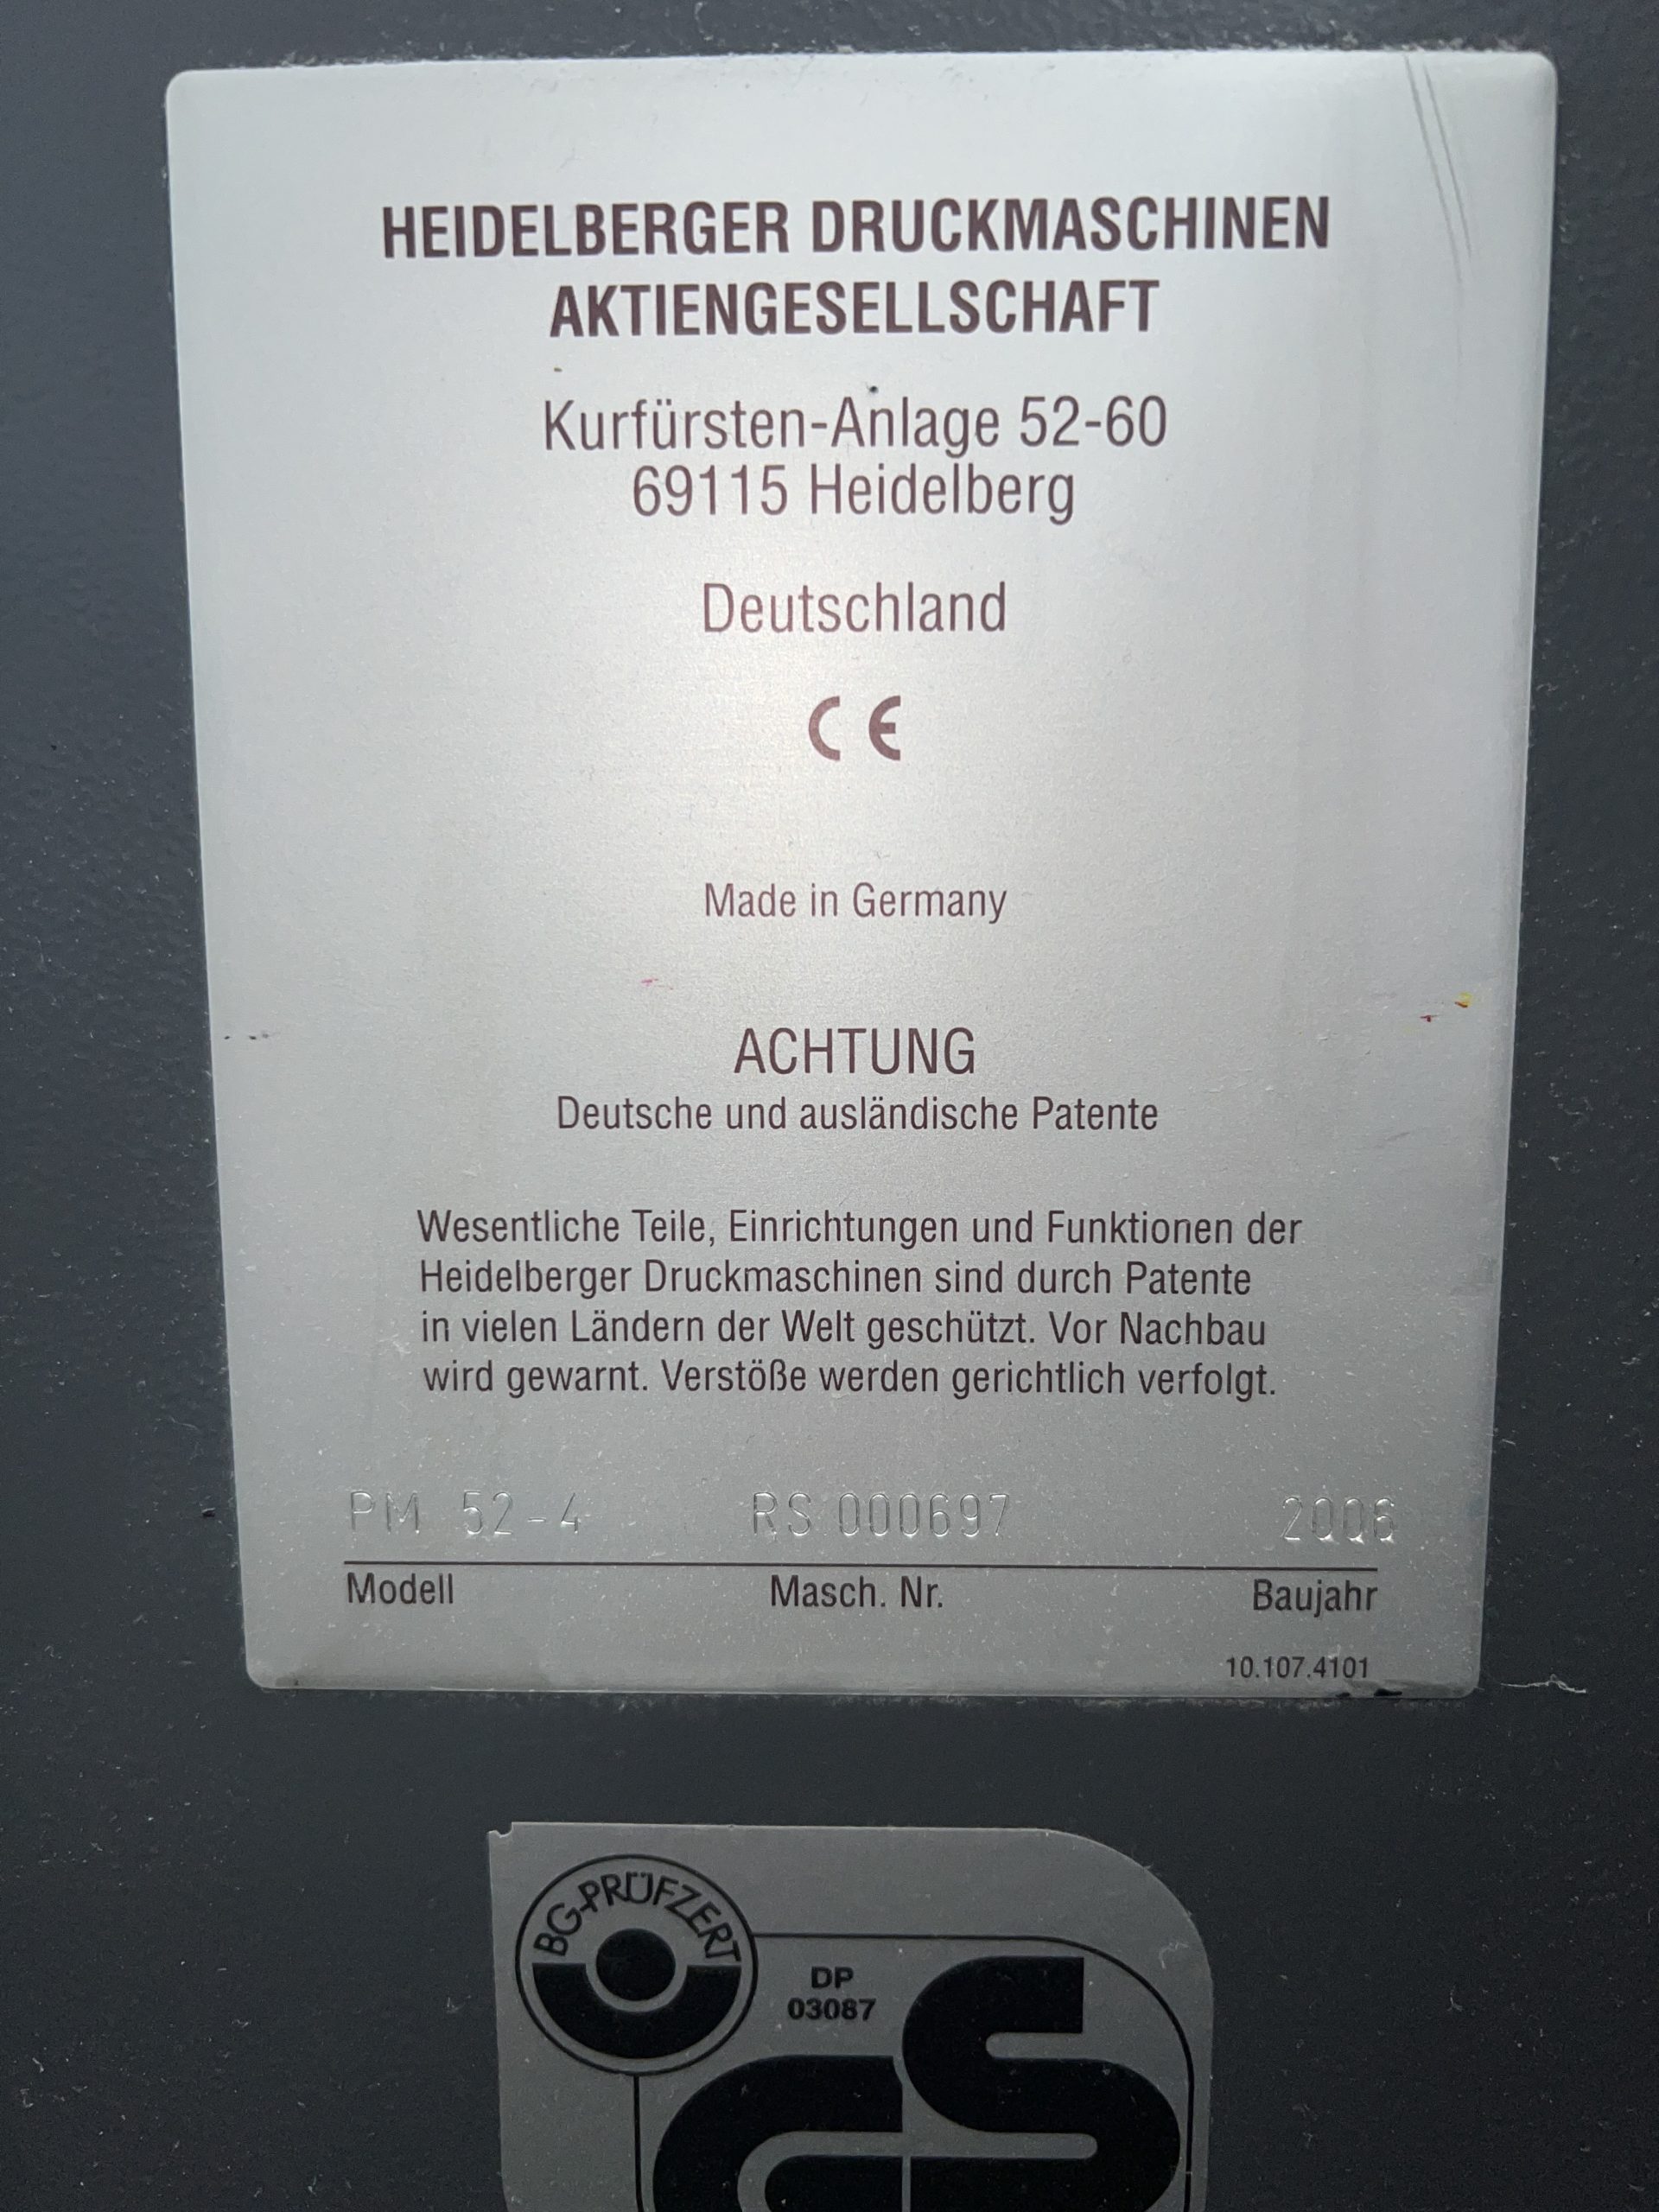 HEIDELBERGER DRUCKMASCHINEN
AKTIENGESELLSCHAFT
Kurfürsten-Anlage 52-60
69115 Heidelberg
Deutschland
CE
Made in Germany
ACHTUNG
Deutsche und ausländische Patente
Wesentliche Teile, Einrichtungen und Funktionen der
Heidelberger Druckmaschinen sind durch Patente
in vielen Ländern der Welt geschützt. Vor Nachbau
wird gewarnt. Verstöße werden gerichtlich verfolgt.
PM 52-4 RS 000697 2006
Modell Masch. Nr. Baujahr
10.107.4101
BG-PRÜFZERT
DP
03087
GS